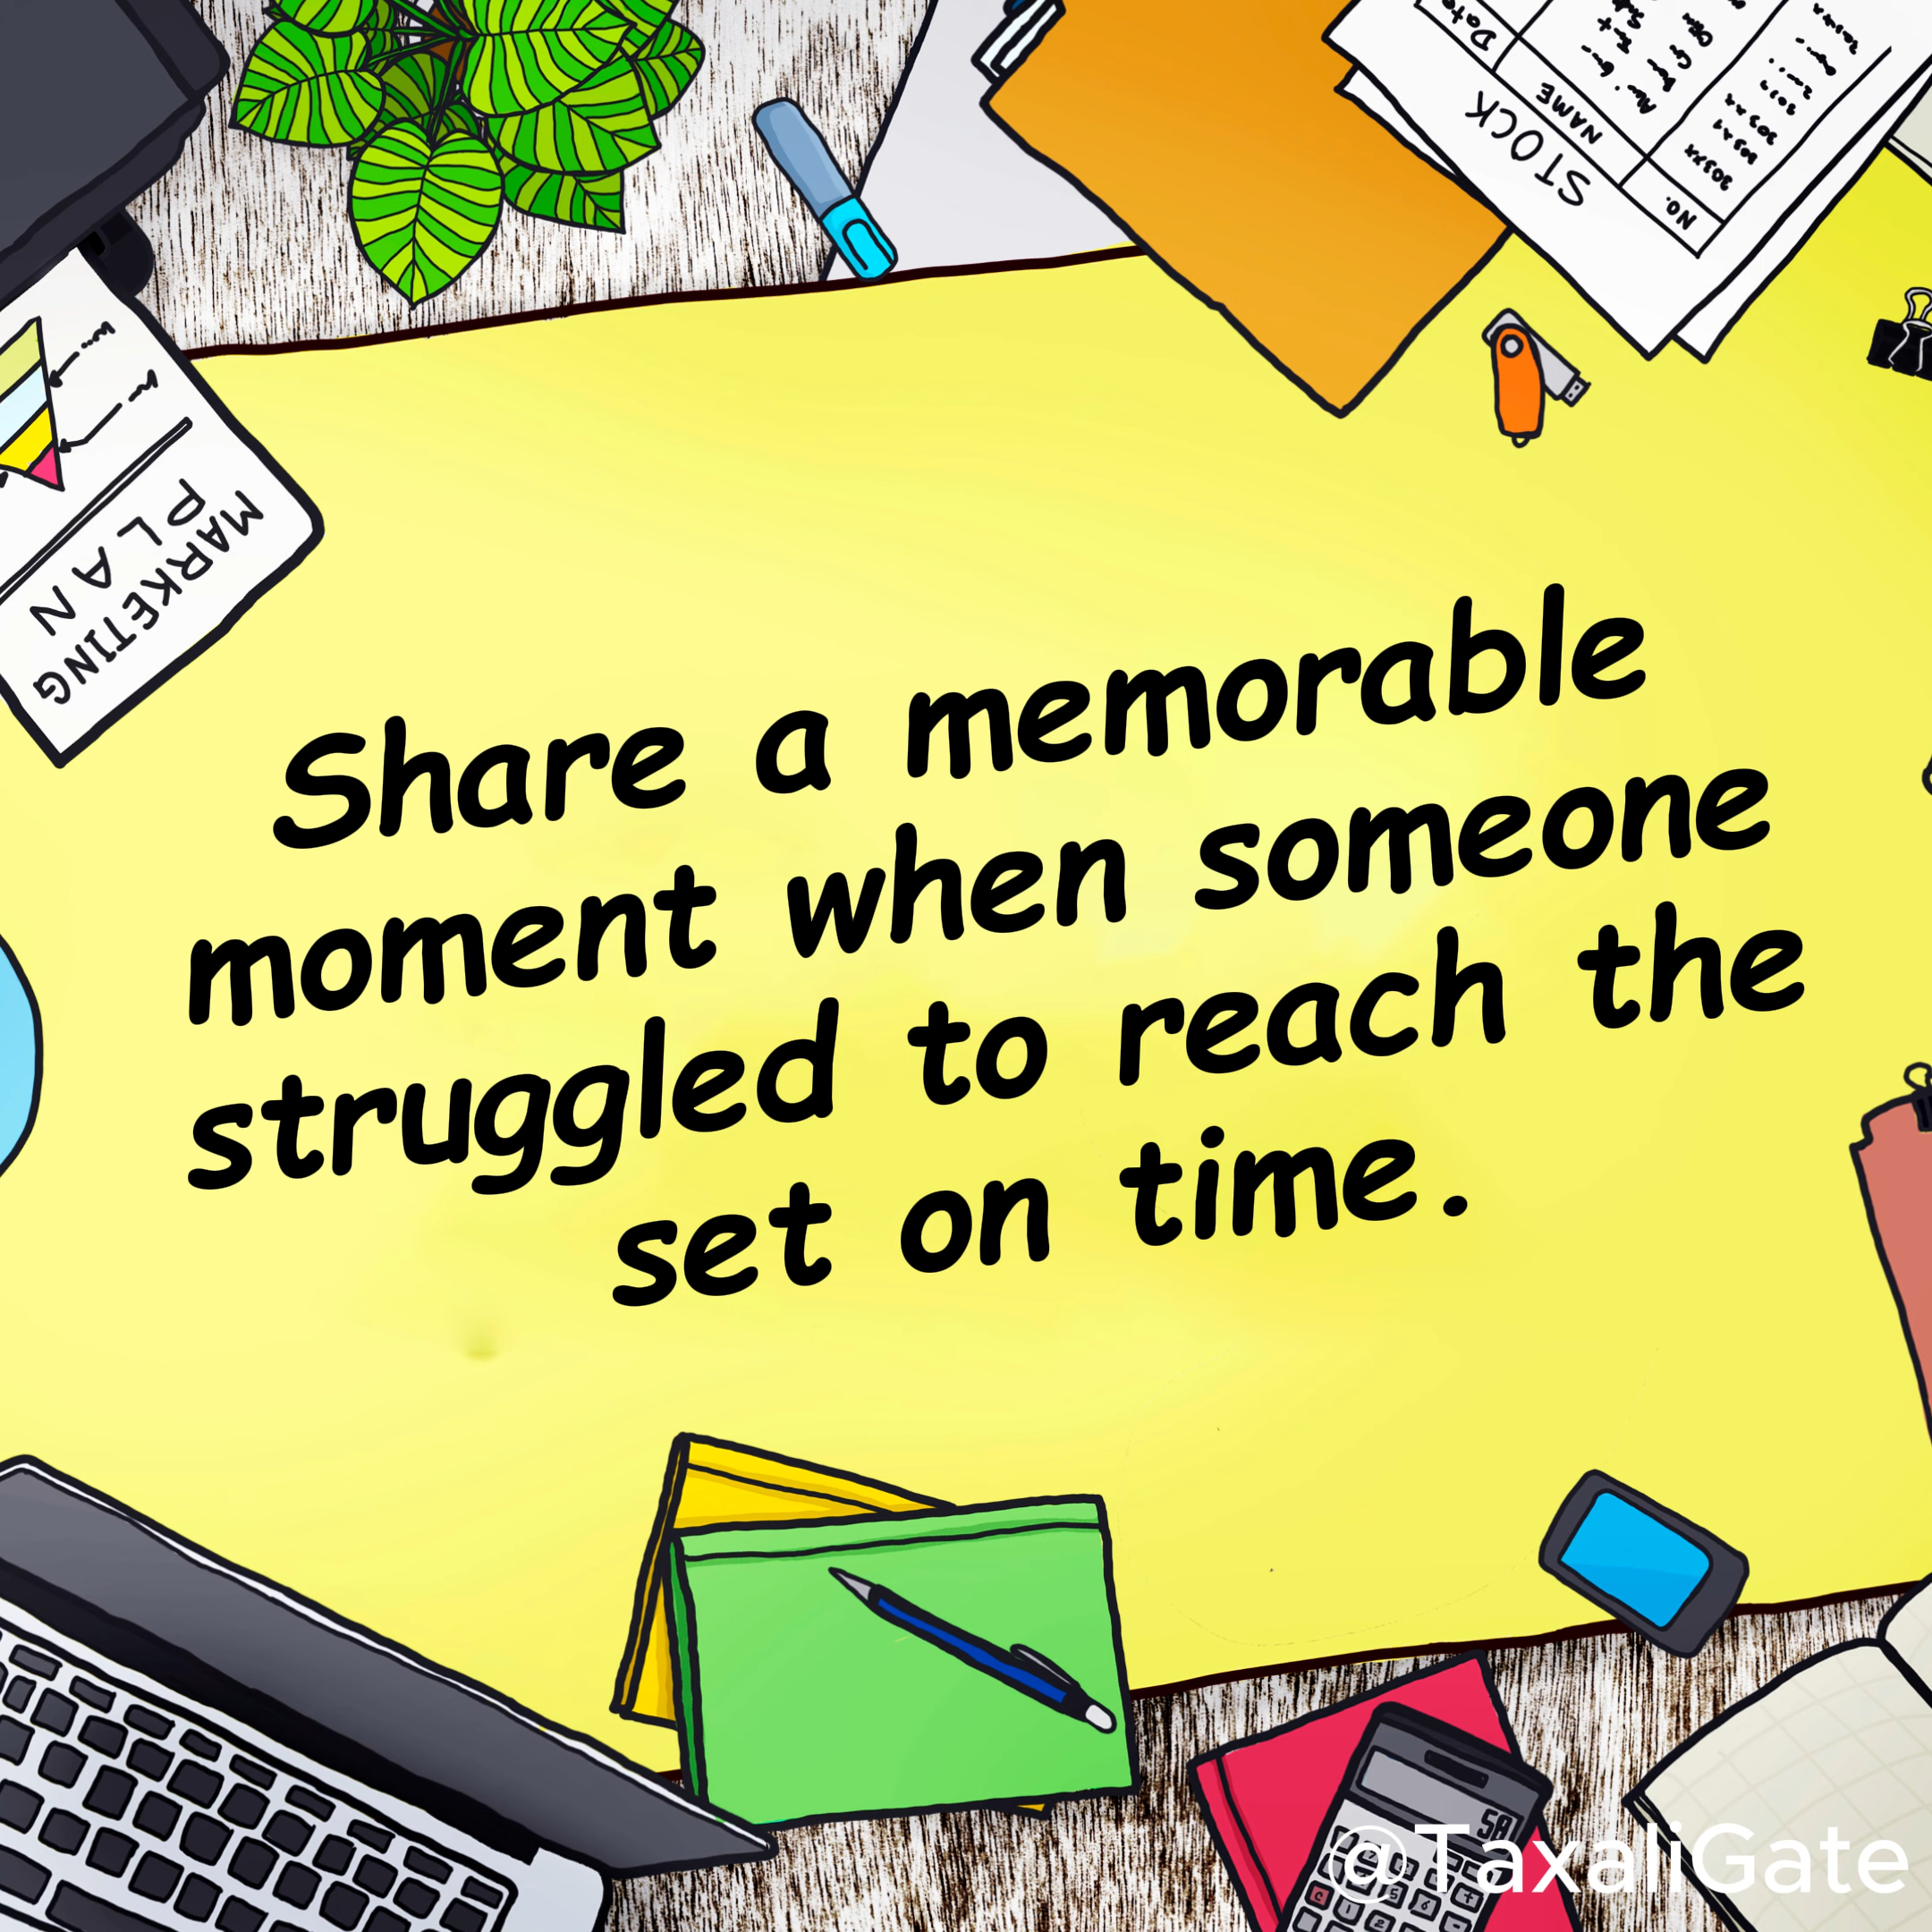 STOCK
No.
NAME
Date
MARKETING
PLAN
Share a memorable
moment when someone
struggled to reach the
set on time.
@TaxaliGate